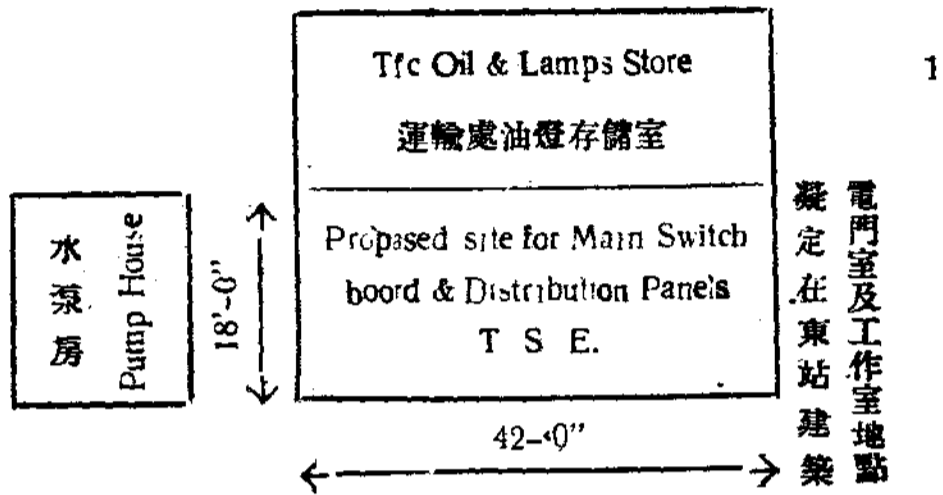 Tfc Oil & Lamps Store
運輸處油燈存儲室
Proposed site for Main Switch
boord & Distribution Panels
T S E.
水泵房
Pump House
18'-0"
42-0"
電門室及工作室地點
擬定在東站建築